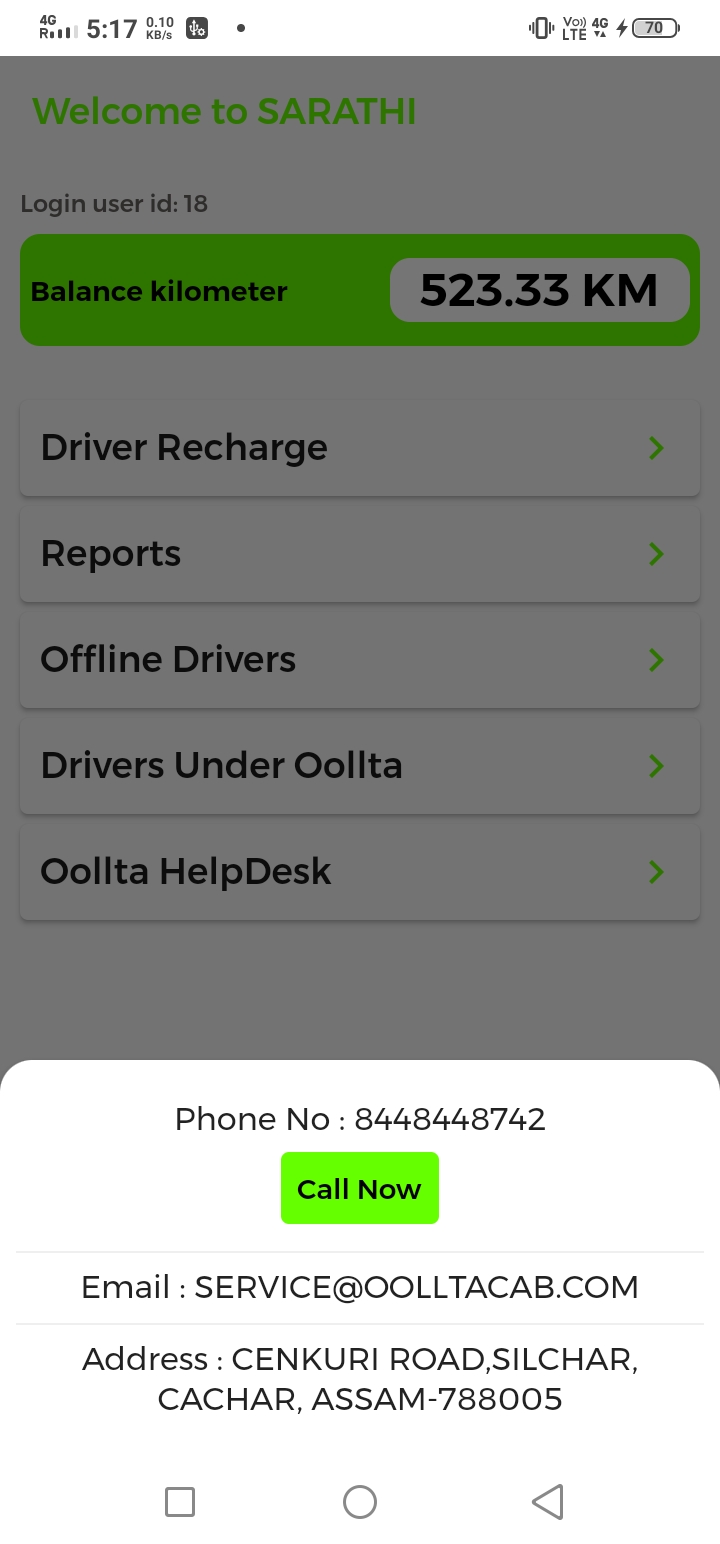 4G
R
5:17
0.10
KB/s
Vo))
LTE
4G
70
Welcome to SARATHI
Login user id: 18
Balance kilometer
523.33 KM
Driver Recharge
Reports
Offline Drivers
Drivers Under Oollta
Oollta HelpDesk
Phone No : 8448448742
Call Now
Email : SERVICE@OOLLTACAB.COM
Address : CENKURI ROAD,SILCHAR,
CACHAR, ASSAM-788005